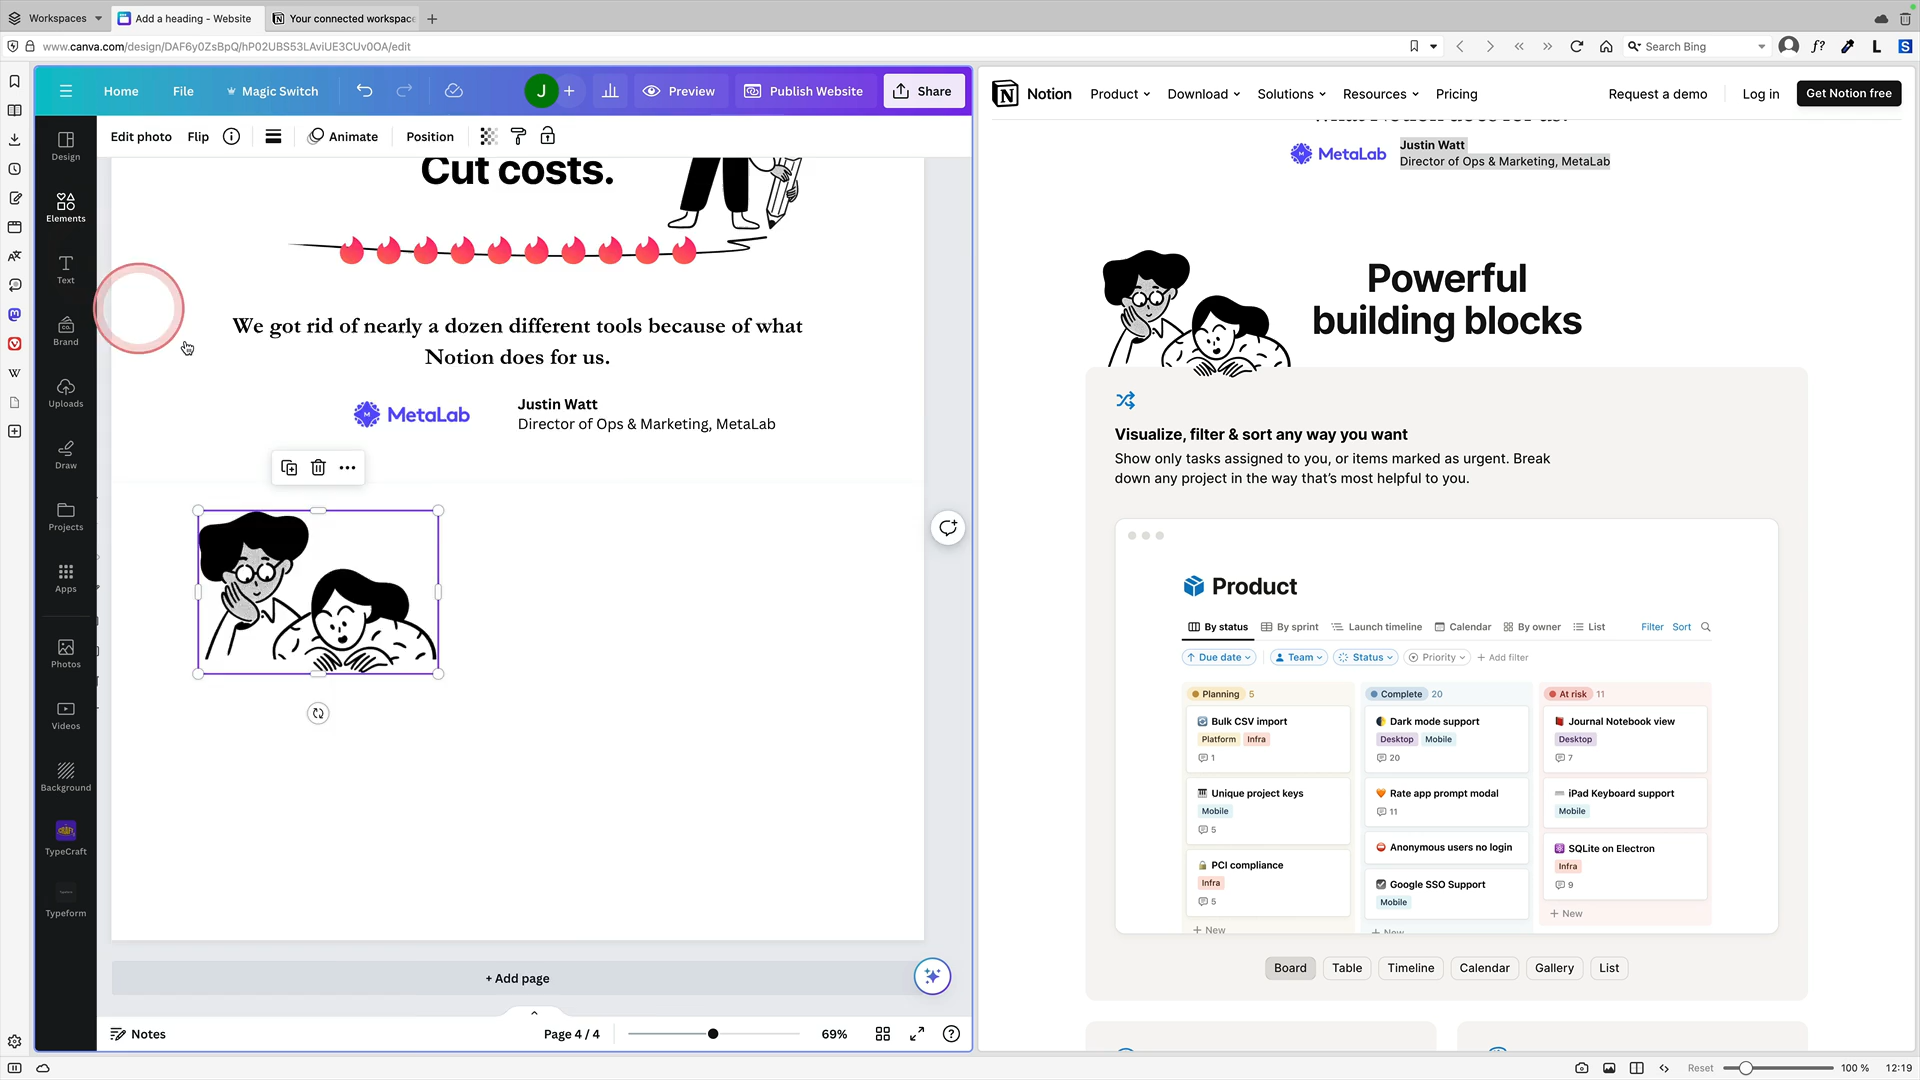 Workspaces
Add a heading - Website
Your connected workspace
www.canva.com/design/DAF6y0ZsBpQ/hP02UBS53LAviUE3CUv0OA/edit
Search Bing
Home
File
Magic Switch
J
Preview
Publish Website
Share
Edit photo
Flip
Animate
Position
Design
Elements
Text
Brand
Uploads
Draw
Projects
Apps
Photos
Videos
Background
TypeCraft
Typeform
Cut costs.
We got rid of nearly a dozen different tools because of what
Notion does for us.
MetaLab
Justin Watt
Director of Ops & Marketing, MetaLab
+ Add page
Notes
Page 4 / 4
69%
Notion
Product
Download
Solutions
Resources
Pricing
Request a demo
Log in
Get Notion free
MetaLab
Justin Watt
Director of Ops & Marketing, MetaLab
Powerful
building blocks
Visualize, filter & sort any way you want
Show only tasks assigned to you, or items marked as urgent. Break
down any project in the way that's most helpful to you.
Product
By status
By sprint
Launch timeline
Calendar
By owner
List
Filter
Sort
Due date
Team
Status
Priority
+ Add filter
Planning 5
Bulk CSV import
Platform Infra
1
Unique project keys
Mobile
5
PCI compliance
Infra
5
+ New
Complete 20
Dark mode support
Desktop Mobile
20
Rate app prompt modal
11
Anonymous users no login
Google SSO Support
Mobile
+ New
At risk 11
Journal Notebook view
Desktop
7
iPad Keyboard support
Mobile
SQLite on Electron
Infra
9
+ New
Board
Table
Timeline
Calendar
Gallery
List
Reset
100 %
12:19